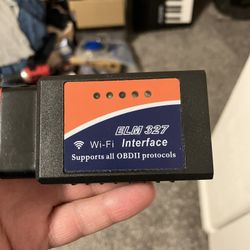 ELM 327
Wi-Fi Interface
Supports all OBDII protocols